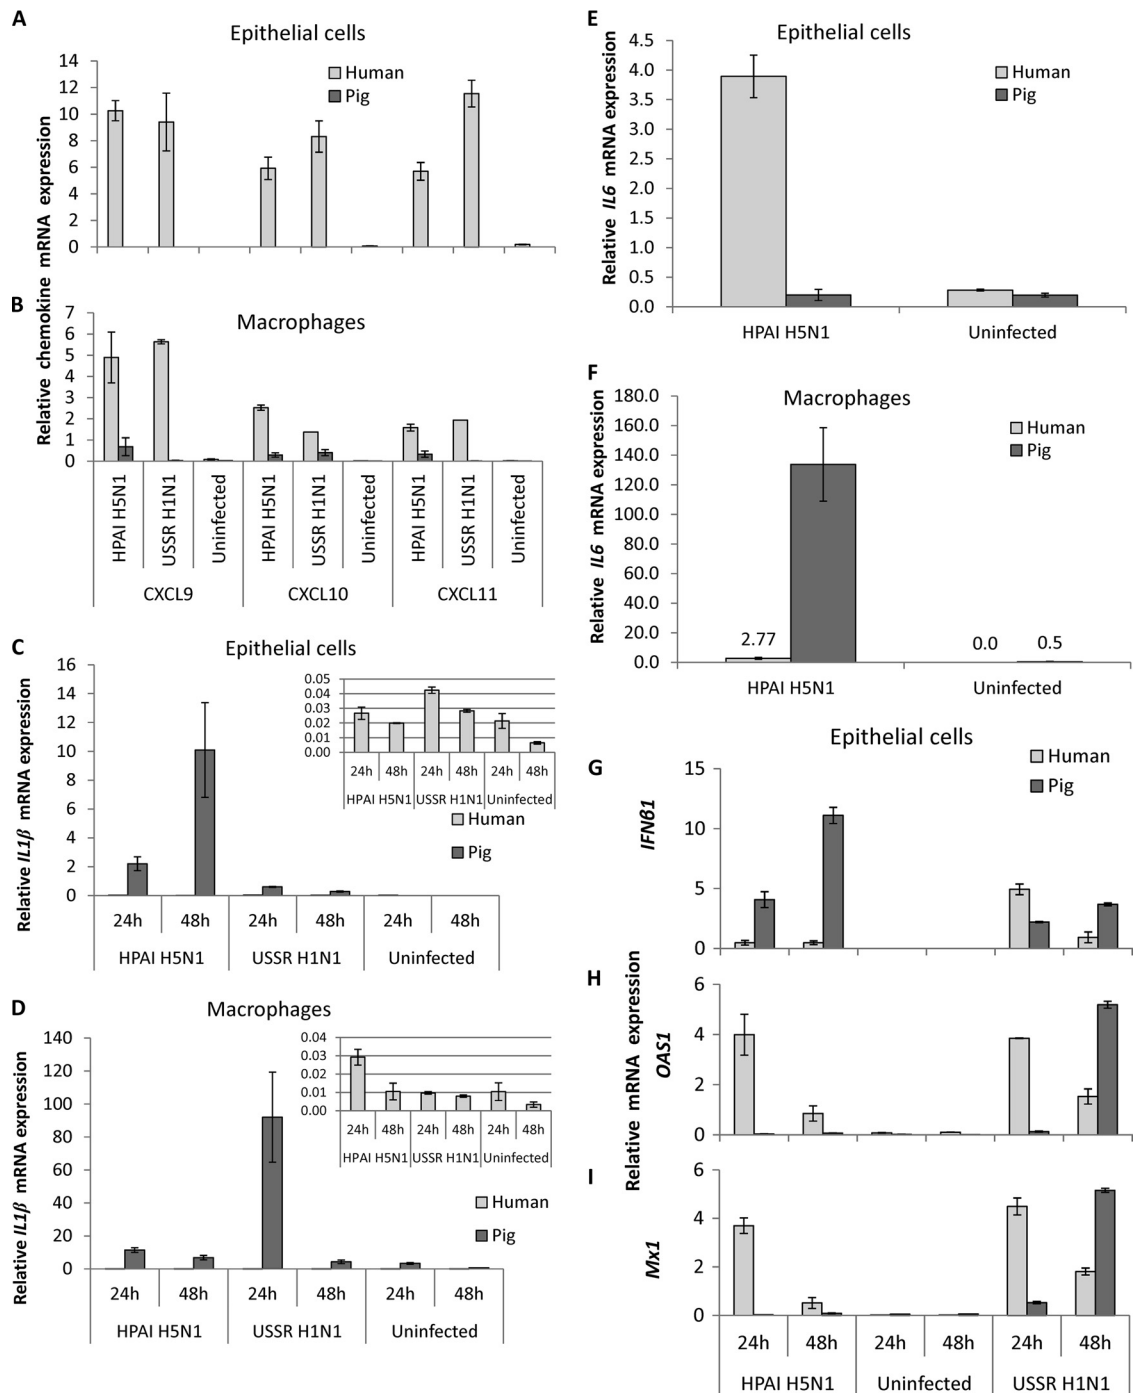 A
Epithelial cells
Human
Pig
14
12
10
8
6
4
2
0
Relative chemokine mRNA expression
B
Macrophages
7
6
5
4
3
2
1
0
HPAI H5N1
USSR H1N1
Uninfected
HPAI H5N1
USSR H1N1
Uninfected
HPAI H5N1
USSR H1N1
Uninfected
CXCL9
CXCL10
CXCL11
C
Epithelial cells
Relative IL1β mRNA expression
16
14
12
10
8
6
4
2
0
0.05
0.04
0.03
0.02
0.01
0.00
24h 48h 24h 48h 24h 48h
HPAI H5N1 USSR H1N1 Uninfected
Human
Pig
24h 48h 24h 48h 24h 48h
HPAI H5N1 USSR H1N1 Uninfected
D
Macrophages
Relative IL1β mRNA expression
140
120
100
80
60
40
20
0
0.04
0.03
0.02
0.01
0.00
24h 48h 24h 48h 24h 48h
HPAI H5N1 USSR H1N1 Uninfected
Human
Pig
24h 48h 24h 48h 24h 48h
HPAI H5N1 USSR H1N1 Uninfected
E
Epithelial cells
Relative IL6 mRNA expression
4.5
4.0
3.5
3.0
2.5
2.0
1.5
1.0
0.5
0.0
Human
Pig
HPAI H5N1 Uninfected
F
Macrophages
Relative IL6 mRNA expression
180.0
160.0
140.0
120.0
100.0
80.0
60.0
40.0
20.0
0.0
Human
Pig
2.77
0.0 0.5
HPAI H5N1 Uninfected
Epithelial cells
Human
Pig
G
IFNβ1
15
10
5
0
Relative mRNA expression
H
OAS1
6
4
2
0
I
Mx1
6
4
2
0
24h 48h 24h 48h 24h 48h
HPAI H5N1 Uninfected USSR H1N1